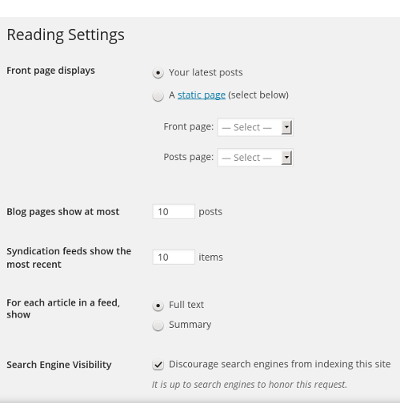 Reading Settings
Front page displays
Your latest posts
A static page (select below)
Front page: — Select —
Posts page: — Select —
Blog pages show at most 10 posts
Syndication feeds show the
most recent
10 items
For each article in a feed,
show
Full text
Summary
Search Engine Visibility
Discourage search engines from indexing this site
It is up to search engines to honor this request.